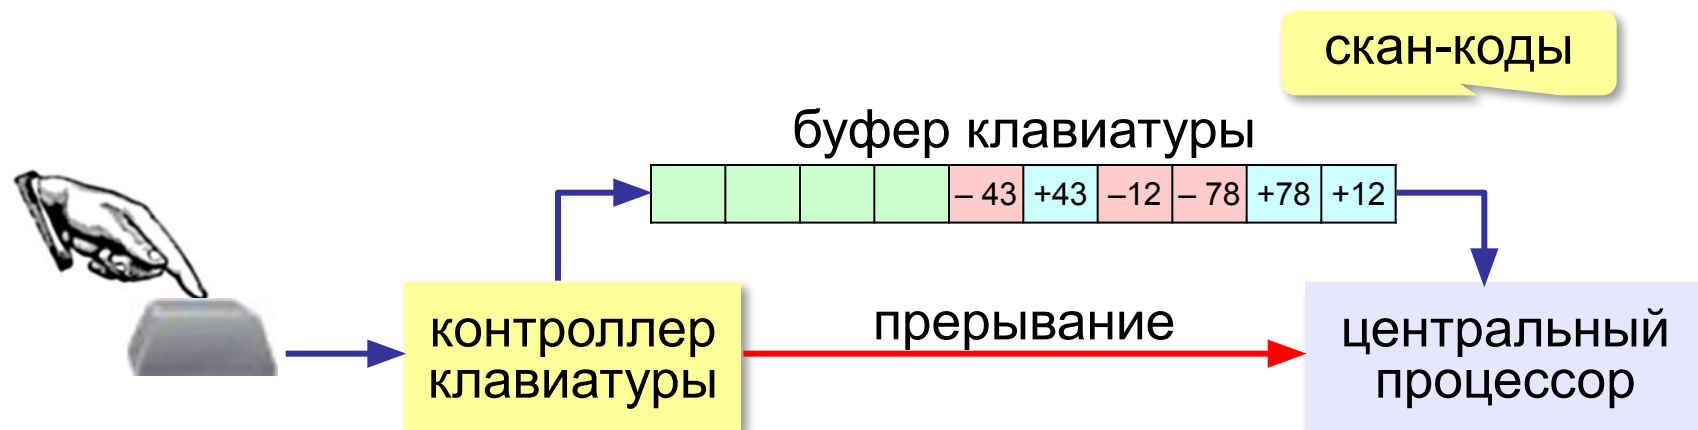 скан-коды
буфер клавиатуры
– 43 +43 –12 – 78 +78 +12
контроллер
клавиатуры
прерывание
центральный
процессор